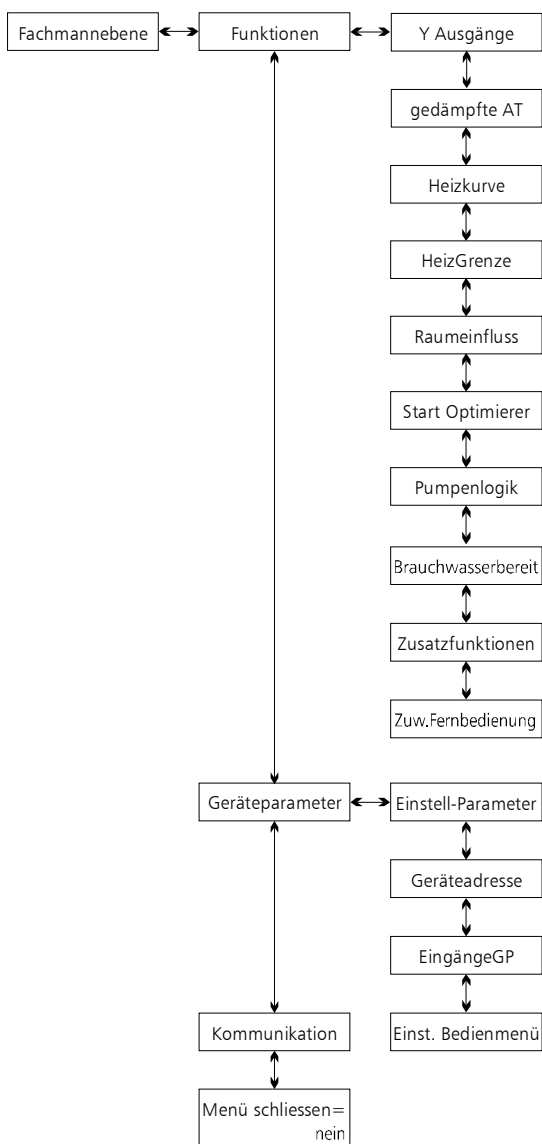 Fachmannebene
Funktionen
Y Ausgänge
gedämpfte AT
Heizkurve
HeizGrenze
Raumeinfluss
Start Optimierer
Pumpenlogik
Brauchwasserbereit
Zusatzfunktionen
Zuw.Fernbedienung
Geräteparameter
Einstell-Parameter
Geräteadresse
EingängeGP
Einst. Bedienmenü
Kommunikation
Menü schliessen=
nein